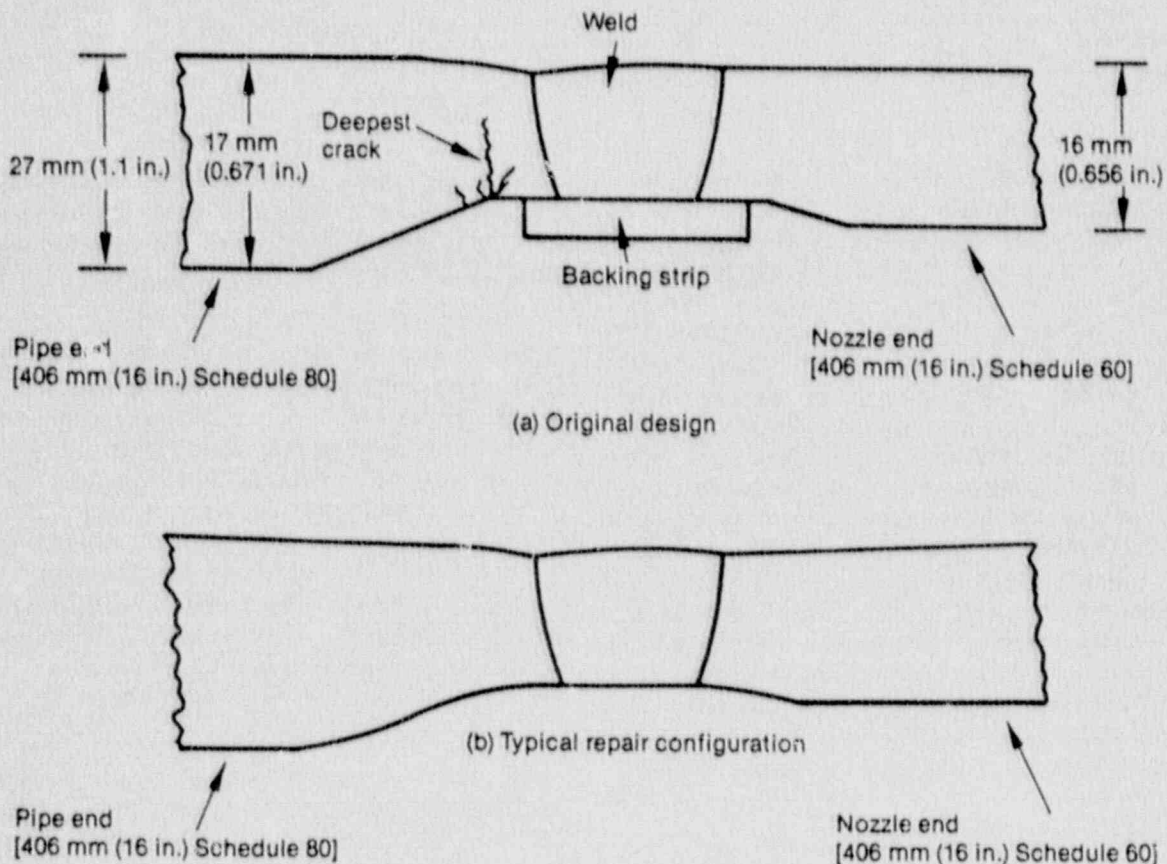 Weld
Deepest
crack
27 mm (1.1 in.)
17 mm
(0.671 in.)
16 mm
(0.656 in.)
Backing strip
Pipe
[406 mm (16 in.) Schedule 80]
Nozzle end
[406 mm (16 in.) Schedule 60]
(a) Original design
(b) Typical repair configuration
Pipe end
[406 mm (16 in.) Schedule 80]
Nozzle end
[406 mm (16 in.) Schedule 60]